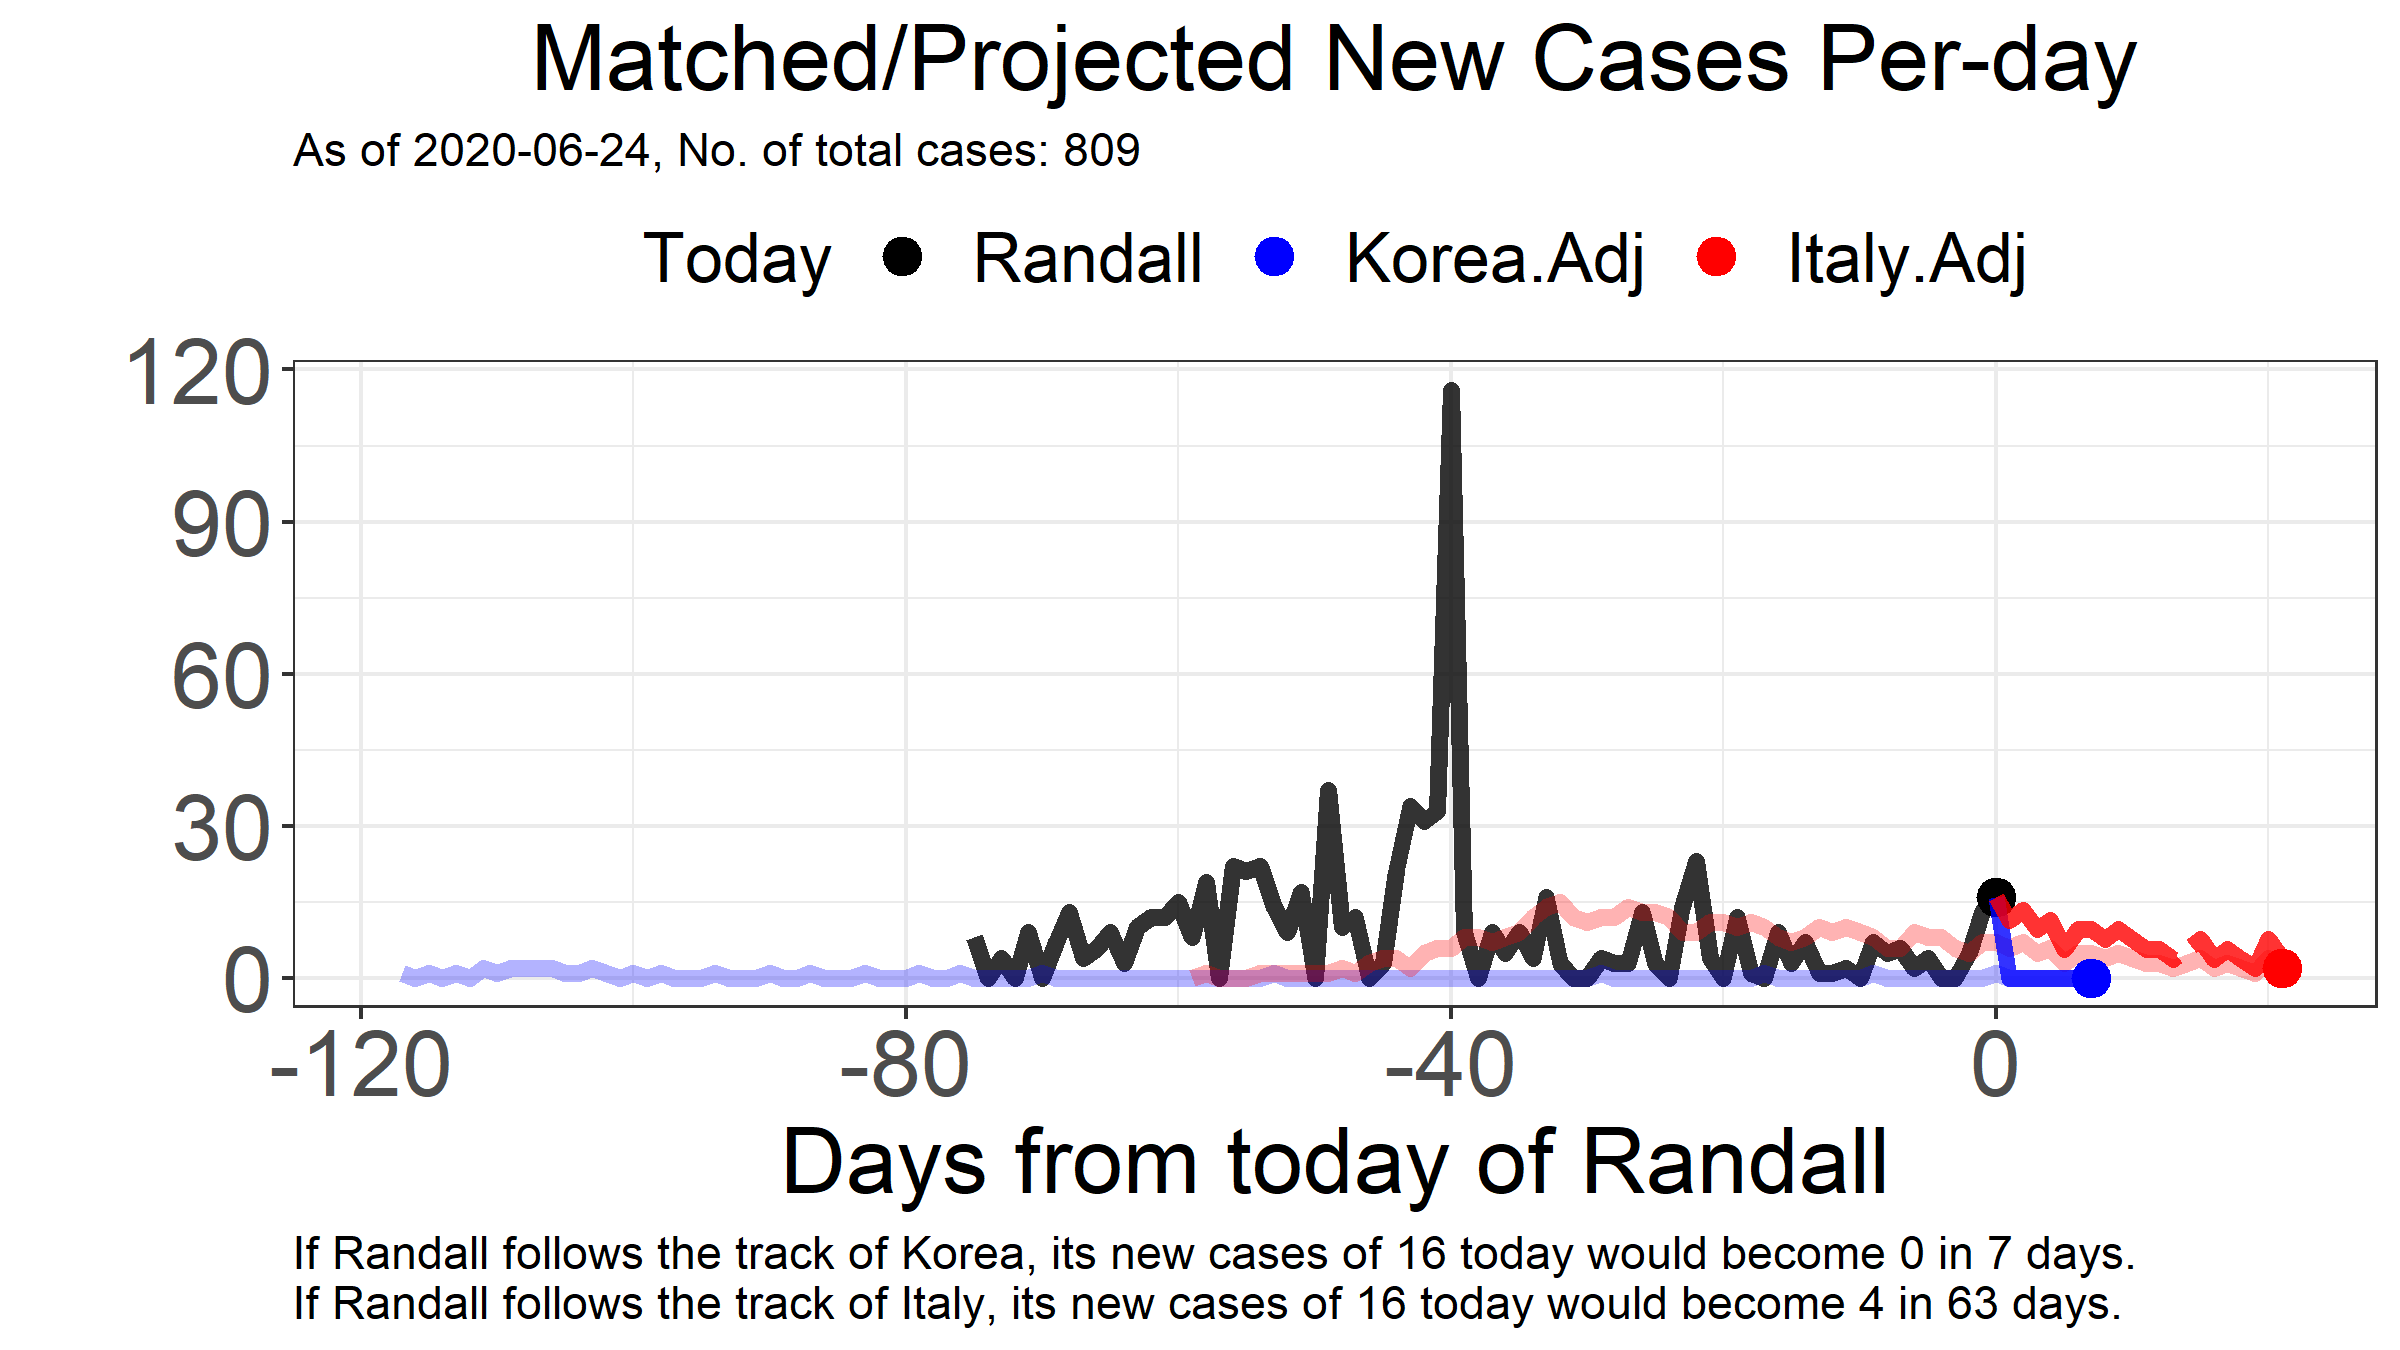 Matched/Projected New Cases Per-day
As of 2020-06-24, No. of total cases: 809
Today Randall Korea.Adj Italy.Adj
120
90
60
30
0
-120 -80 -40 0
Days from today of Randall
If Randall follows the track of Korea, its new cases of 16 today would become 0 in 7 days.
If Randall follows the track of Italy, its new cases of 16 today would become 4 in 63 days.